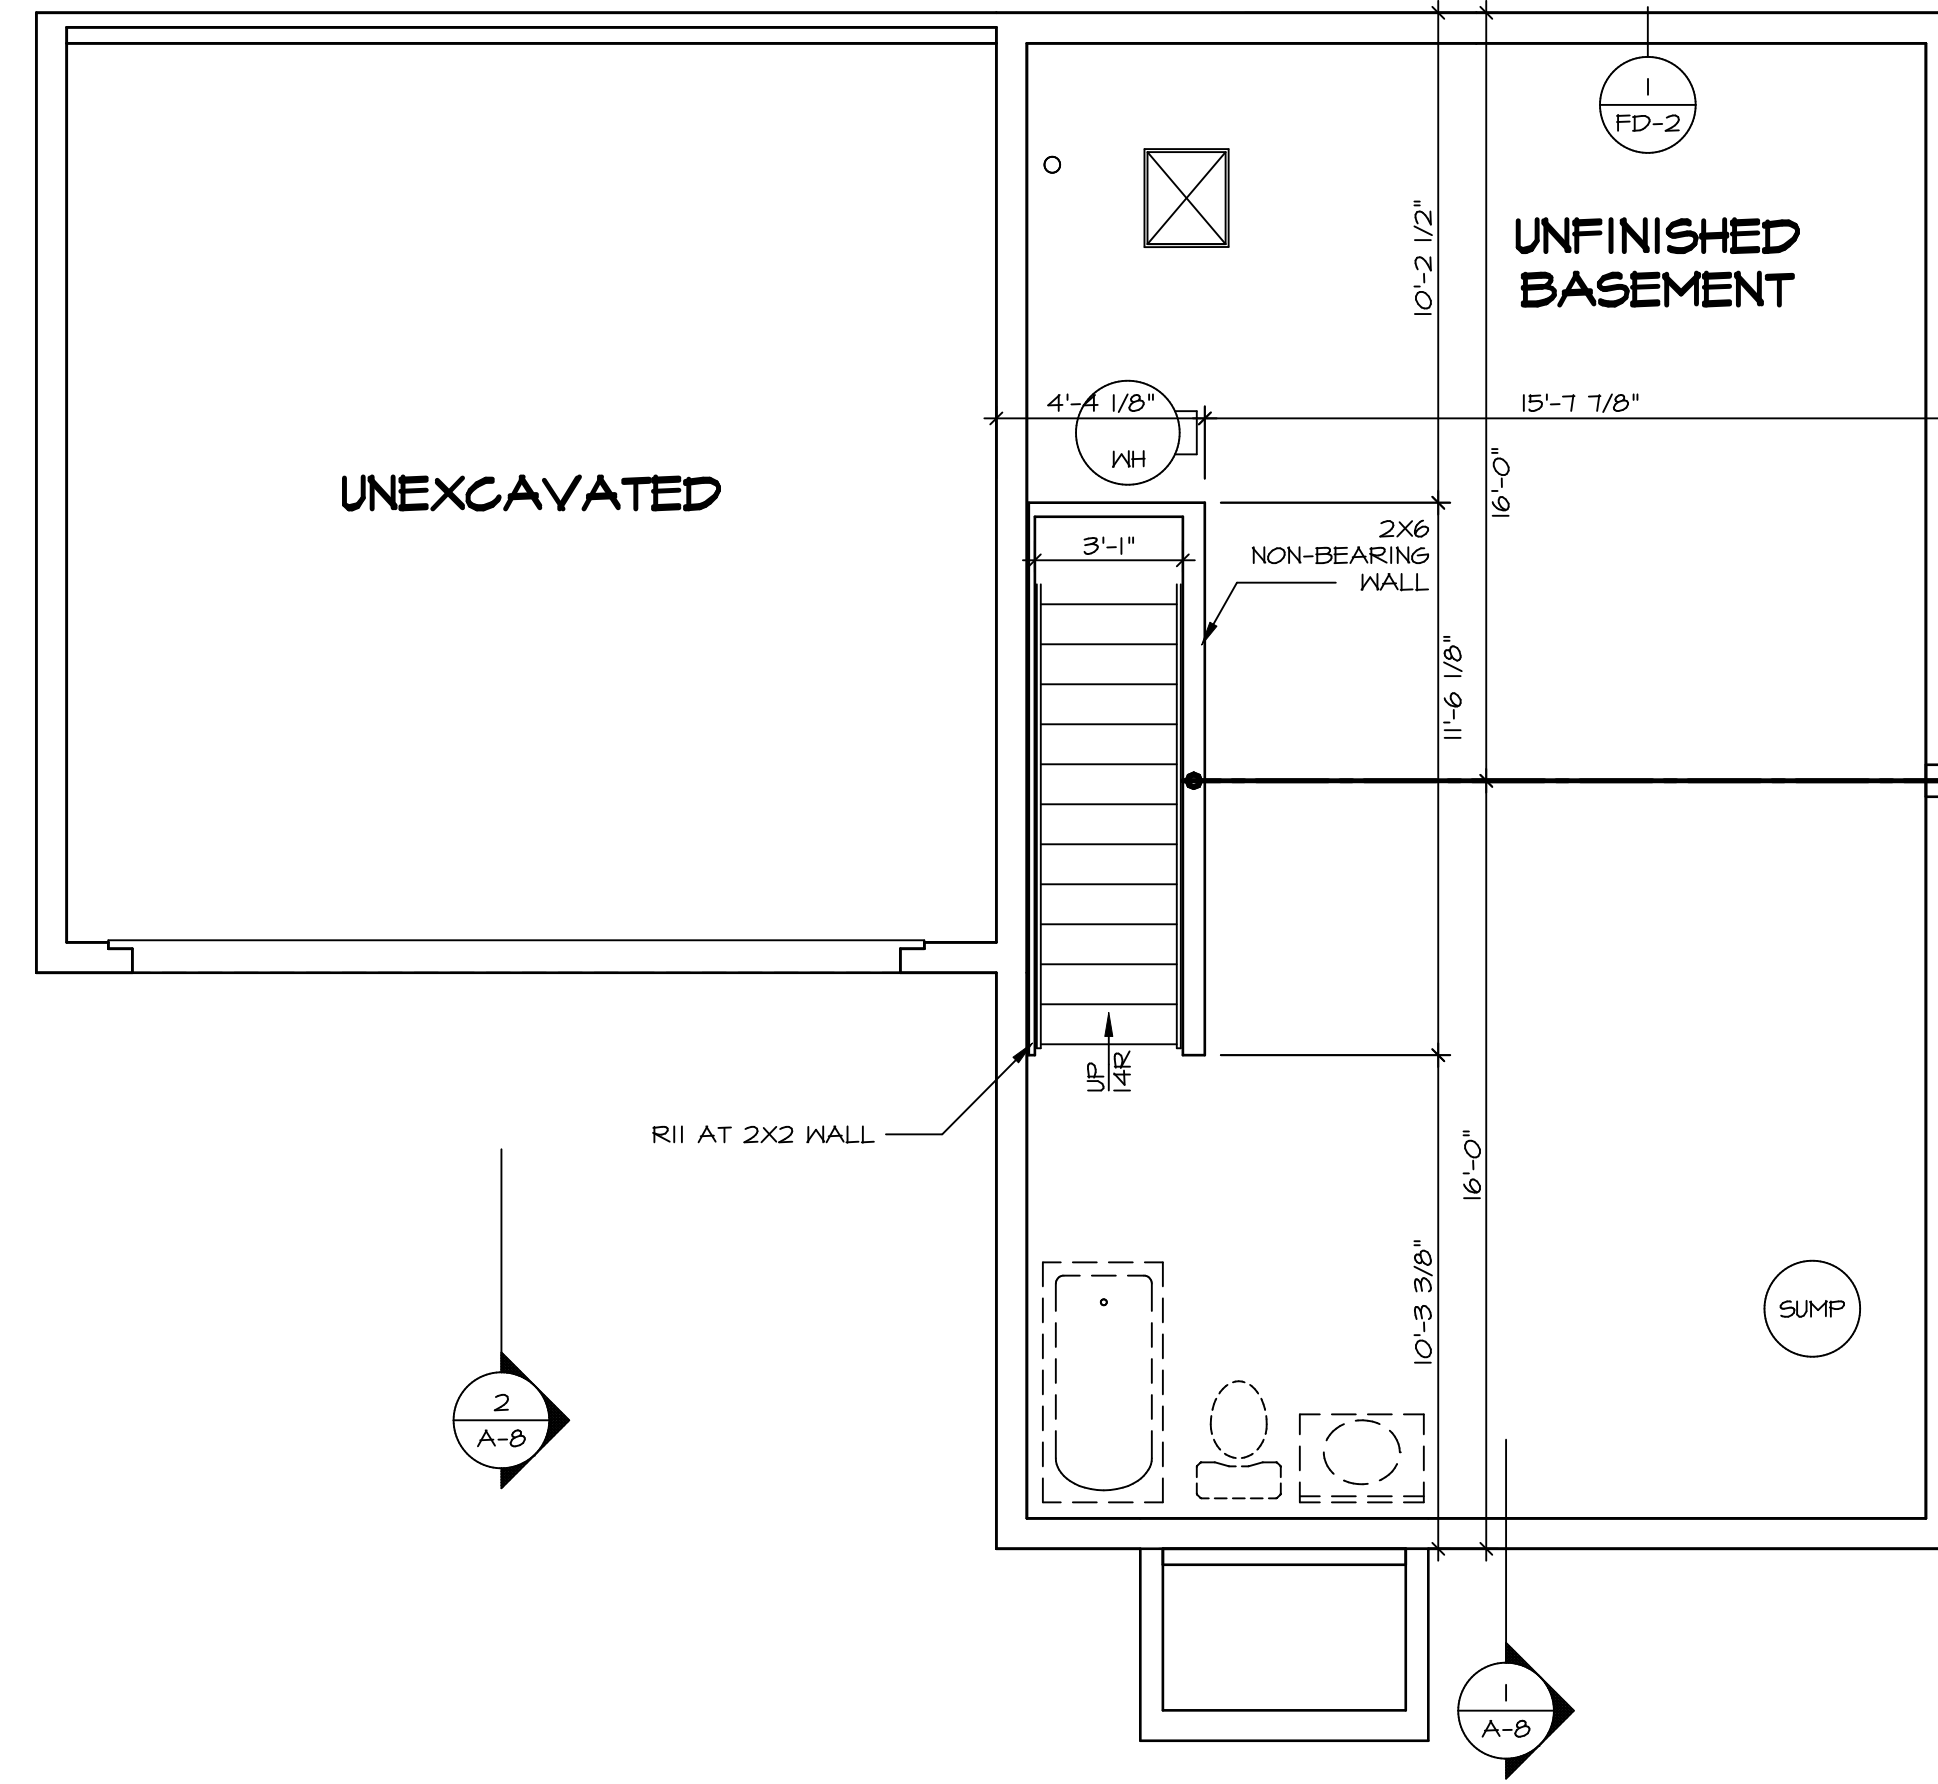 1
FD-2
10'-2 1/2"
UNFINISHED
BASEMENT
4'-4 1/8"
15'-7 7/8"
WH
16'-0"
UNEXCAVATED
2X6
NON-BEARING
WALL
3'-1"
11'-6 1/8"
UP
14R
R11 AT 2X2 WALL
16'-0"
10'-3 3/8"
SUMP
2
A-8
1
A-8